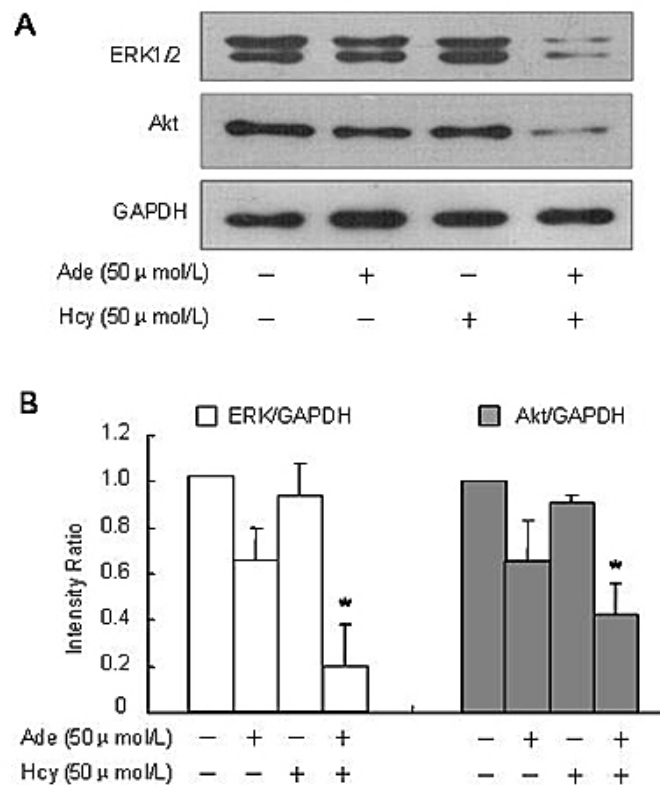 A
ERK1/2
Akt
GAPDH
Ade (50 μ mol/L) − + − +
Hcy (50 μ mol/L) − − + +
B
ERK/GAPDH Akt/GAPDH
1.2
1.0
0.8
0.6
0.4
0.2
0
Intensity Ratio
* *
Ade (50 μ mol/L) − + − + − + − +
Hcy (50 μ mol/L) − − + + − − + +